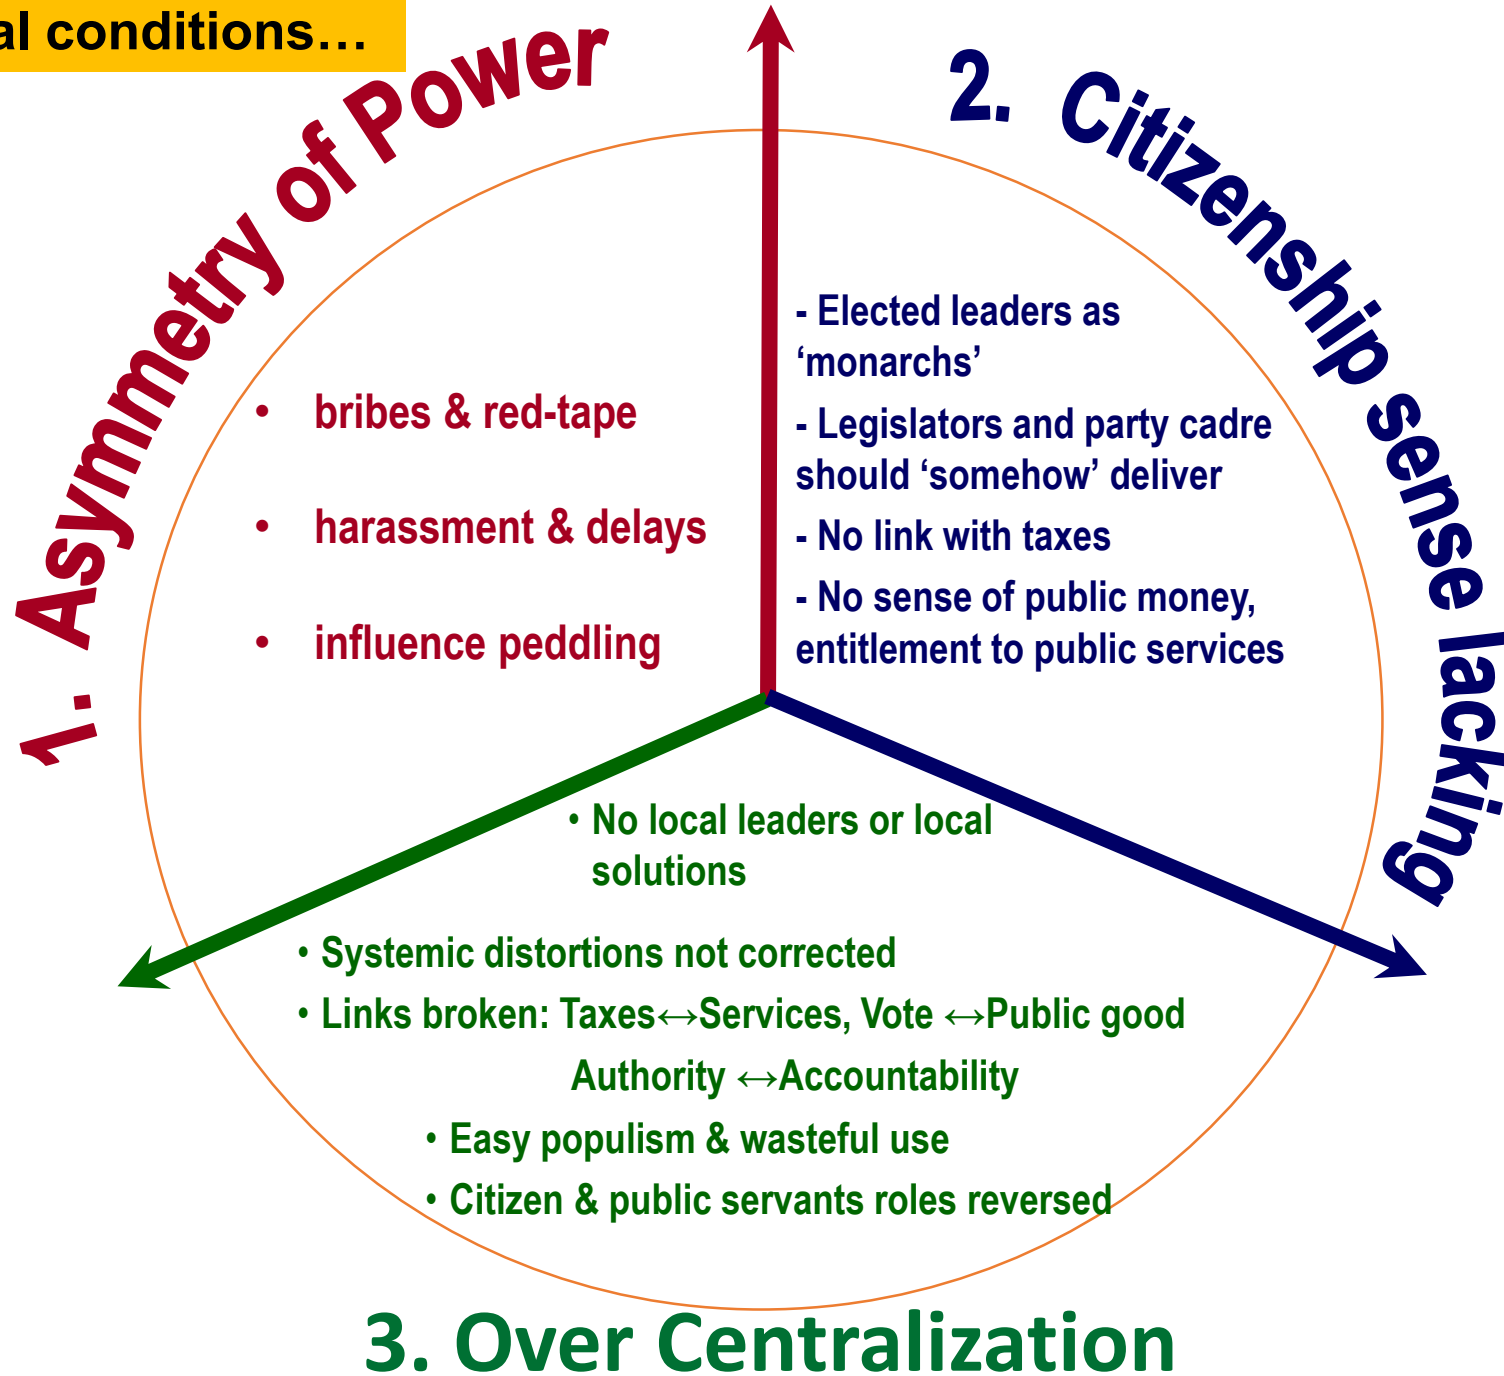 conditions…
1. Asymmetry of Power
2. Citizenship sense lacking
• bribes & red-tape
• harassment & delays
• influence peddling
- Elected leaders as
‘monarchs’
- Legislators and party cadre
should ‘somehow’ deliver
- No link with taxes
- No sense of public money,
entitlement to public services
• No local leaders or local
solutions
• Systemic distortions not corrected
• Links broken: Taxes↔Services, Vote ↔Public good
Authority ↔Accountability
• Easy populism & wasteful use
• Citizen & public servants roles reversed
3. Over Centralization